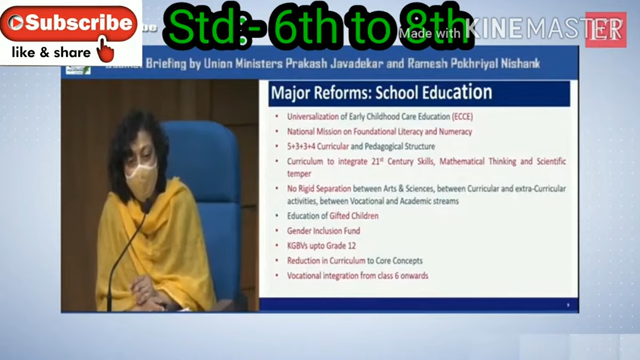 Subscribe
be
Std:- 6th to 8th
like & share
Made with KINEMASTER
Briefing by Union Ministers Prakash Javadekar and Ramesh Pokhriyal Nishank
Major Reforms: School Education
• Universalization of Early Childhood Care Education (ECCE)
• National Mission on Foundational Literacy and Numeracy
• 5+3+3+4 Curricular and Pedagogical Structure
• Curriculum to integrate 21st Century Skills, Mathematical Thinking and Scientific
temper
• No Rigid Separation between Arts & Sciences, between Curricular and extra-Curricular
activities, between Vocational and Academic streams
• Education of Gifted Children
• Gender Inclusion Fund
• KGBVs upto Grade 12
• Reduction in Curriculum to Core Concepts
• Vocational integration from class 6 onwards